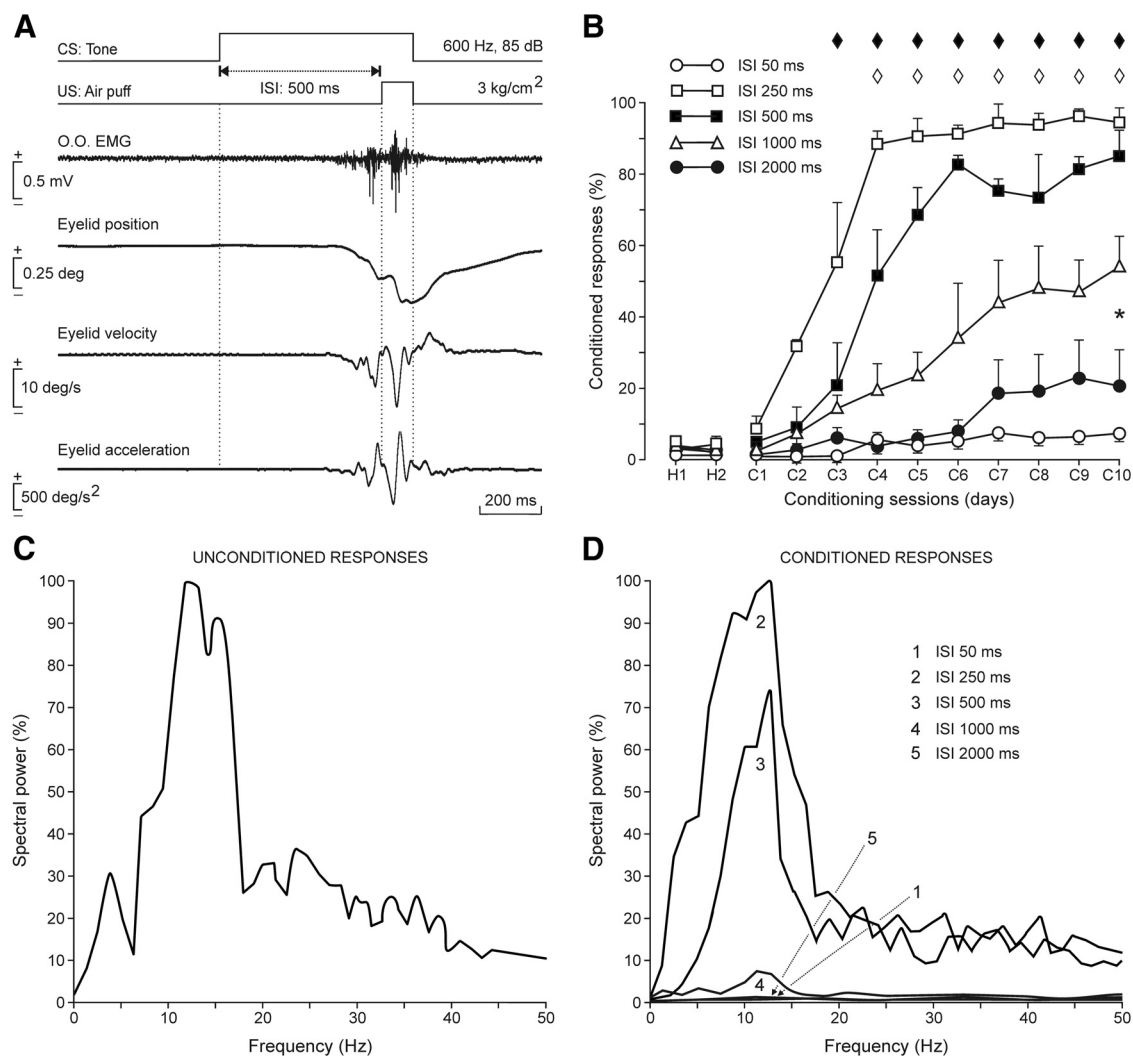 A
CS: Tone
600 Hz, 85 dB
ISI: 500 ms
US: Air puff
3 kg/cm2
O.O. EMG
+
0.5 mV
–
Eyelid position
+
0.25 deg
–
Eyelid velocity
+
10 deg/s
–
Eyelid acceleration
+
500 deg/s2
–
200 ms
B
ISI 50 ms
ISI 250 ms
ISI 500 ms
ISI 1000 ms
ISI 2000 ms
Conditioned responses (%)
100
80
60
40
20
0
*
H1 H2 C1 C2 C3 C4 C5 C6 C7 C8 C9 C10
Conditioning sessions (days)
C
UNCONDITIONED RESPONSES
Spectral power (%)
100
90
80
70
60
50
40
30
20
10
0
0 10 20 30 40 50
Frequency (Hz)
D
CONDITIONED RESPONSES
Spectral power (%)
100
90
80
70
60
50
40
30
20
10
0
2
3
4
5
1
1 ISI 50 ms
2 ISI 250 ms
3 ISI 500 ms
4 ISI 1000 ms
5 ISI 2000 ms
0 10 20 30 40 50
Frequency (Hz)